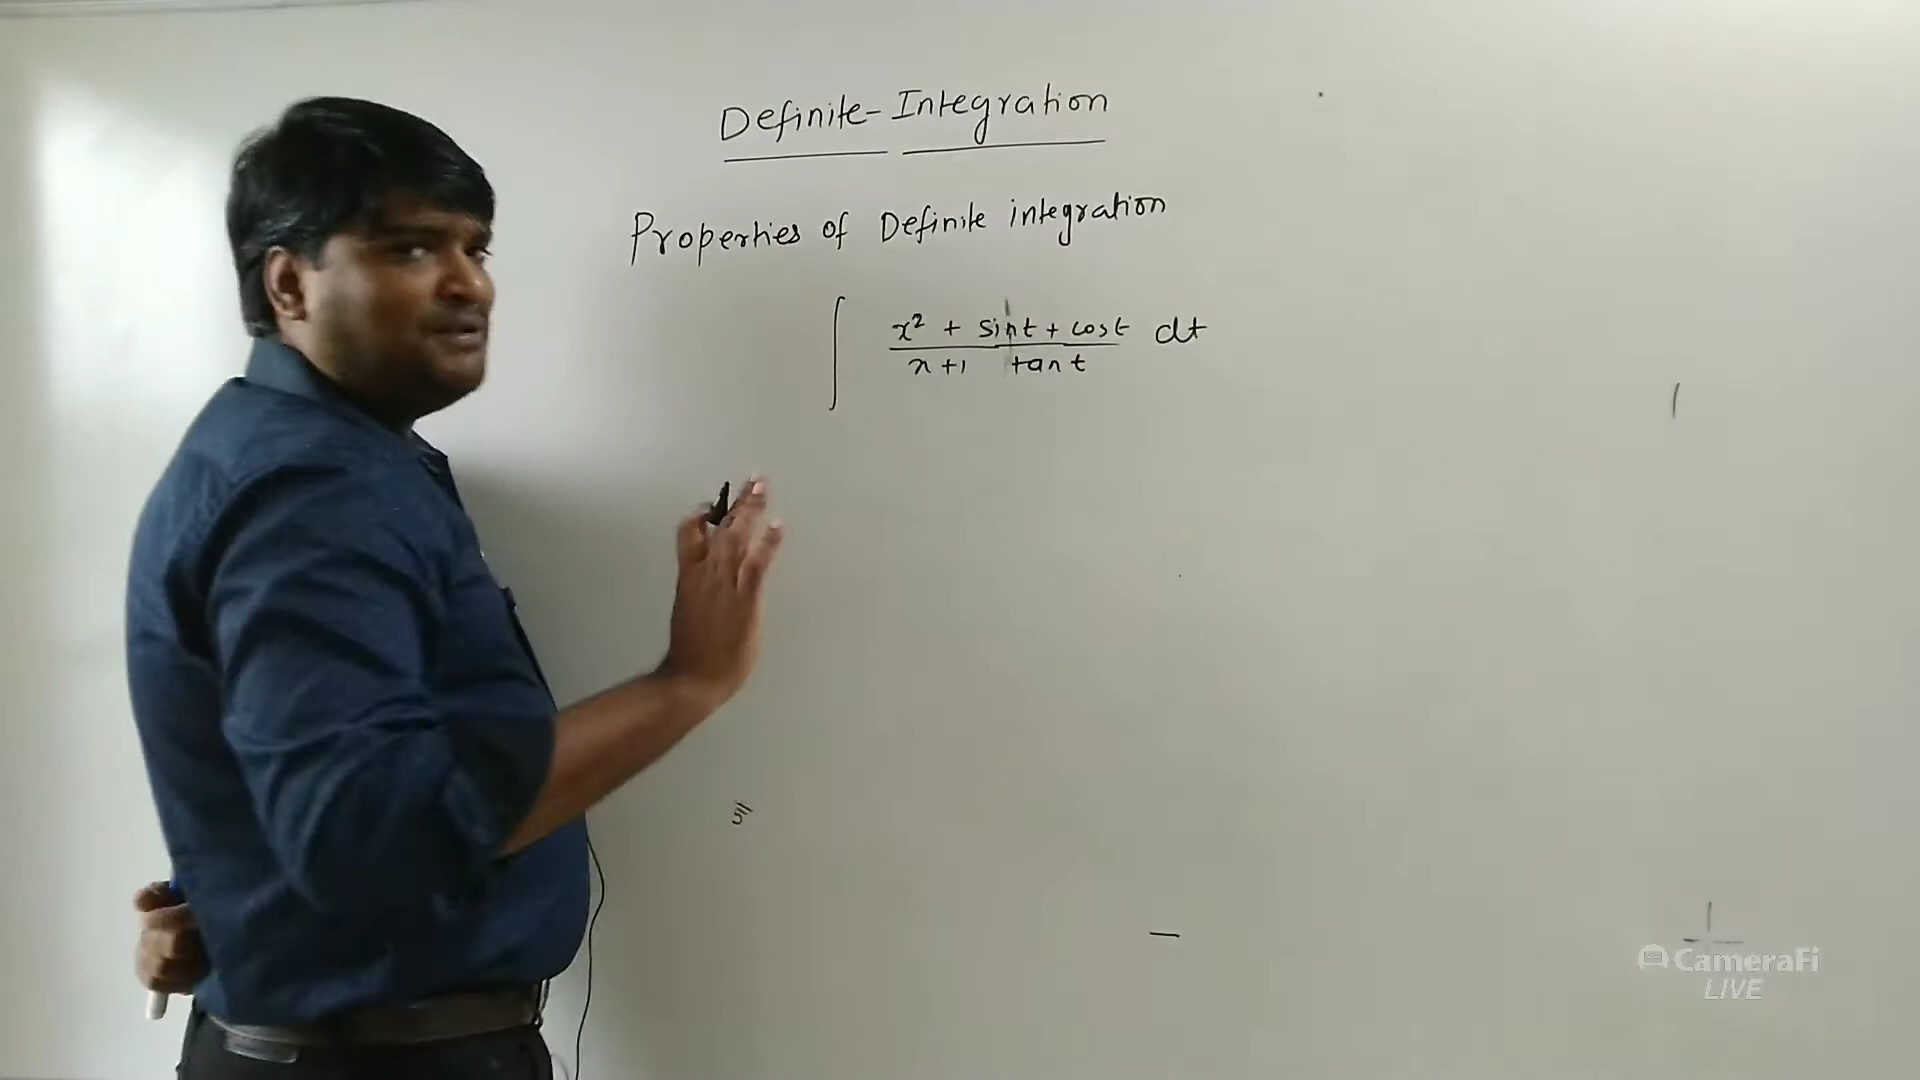 Definite-Integration
Properties of Definite integration
∫ x² + sint + cost / x+1 tant dt
CameraFi
LIVE